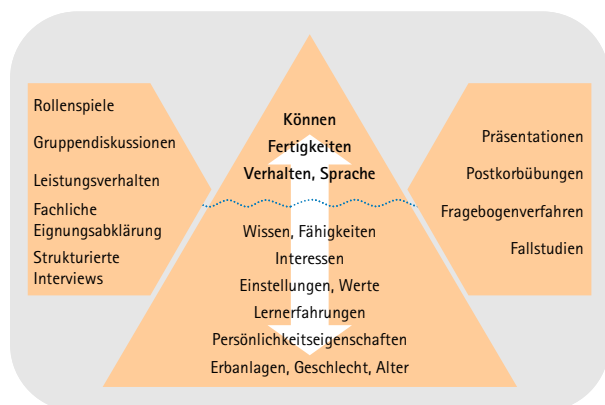 Rollenspiele
Gruppendiskussionen
Leistungsverhalten
Fachliche
Eignungsabklärung
Strukturierte
Interviews
Können
Fertigkeiten
Verhalten, Sprache
Wissen, Fähigkeiten
Interessen
Einstellungen, Werte
Lernerfahrungen
Persönlichkeitseigenschaften
Erbanlagen, Geschlecht, Alter
Präsentationen
Postkorbübungen
Fragebogenverfahren
Fallstudien